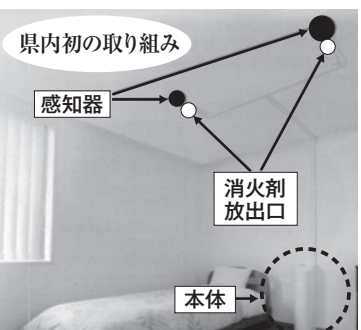 県内初の取り組み
感知器
消火剤
放出口
本体